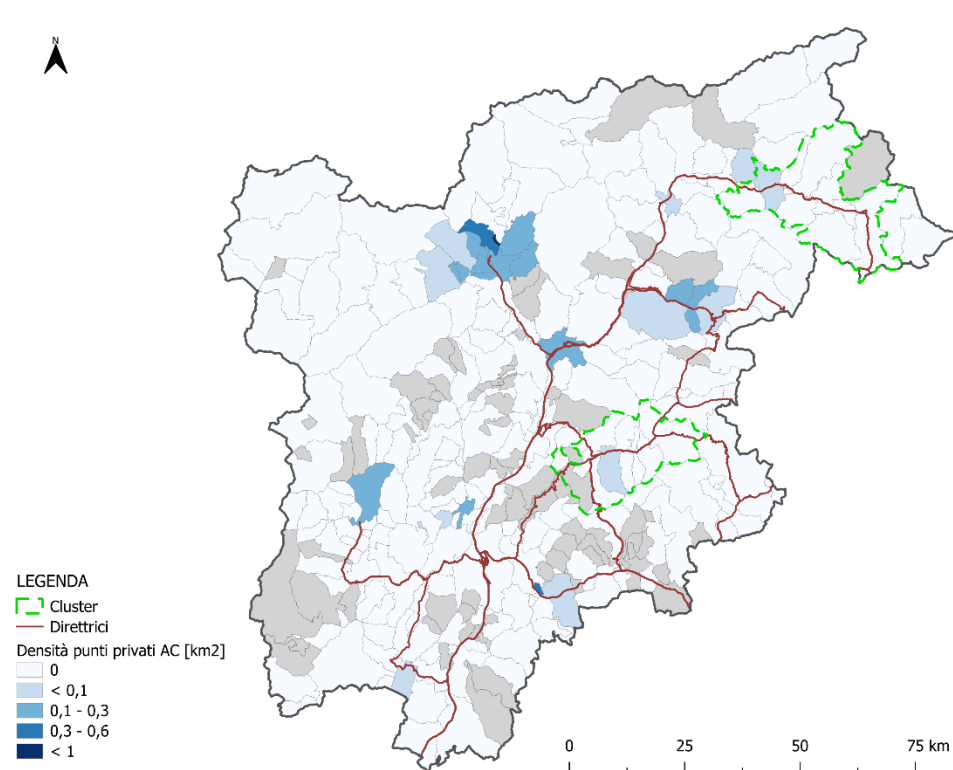 N
LEGENDA
Cluster
Direttrici
Densità punti privati AC [km2]
0
< 0,1
0,1 - 0,3
0,3 - 0,6
< 1
0 25 50 75 km